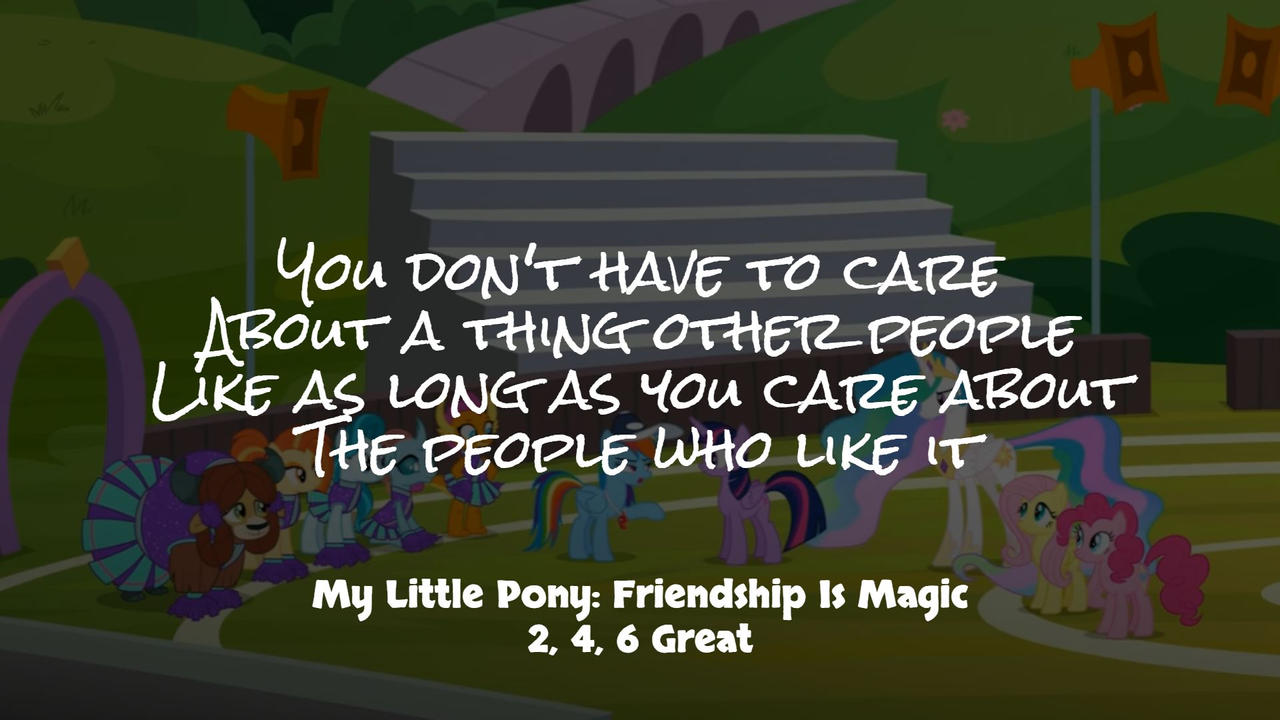 You don't have to care
About a thing other people
Like as long as you care about
The people who like it
My Little Pony: Friendship Is Magic
2, 4, 6 Great